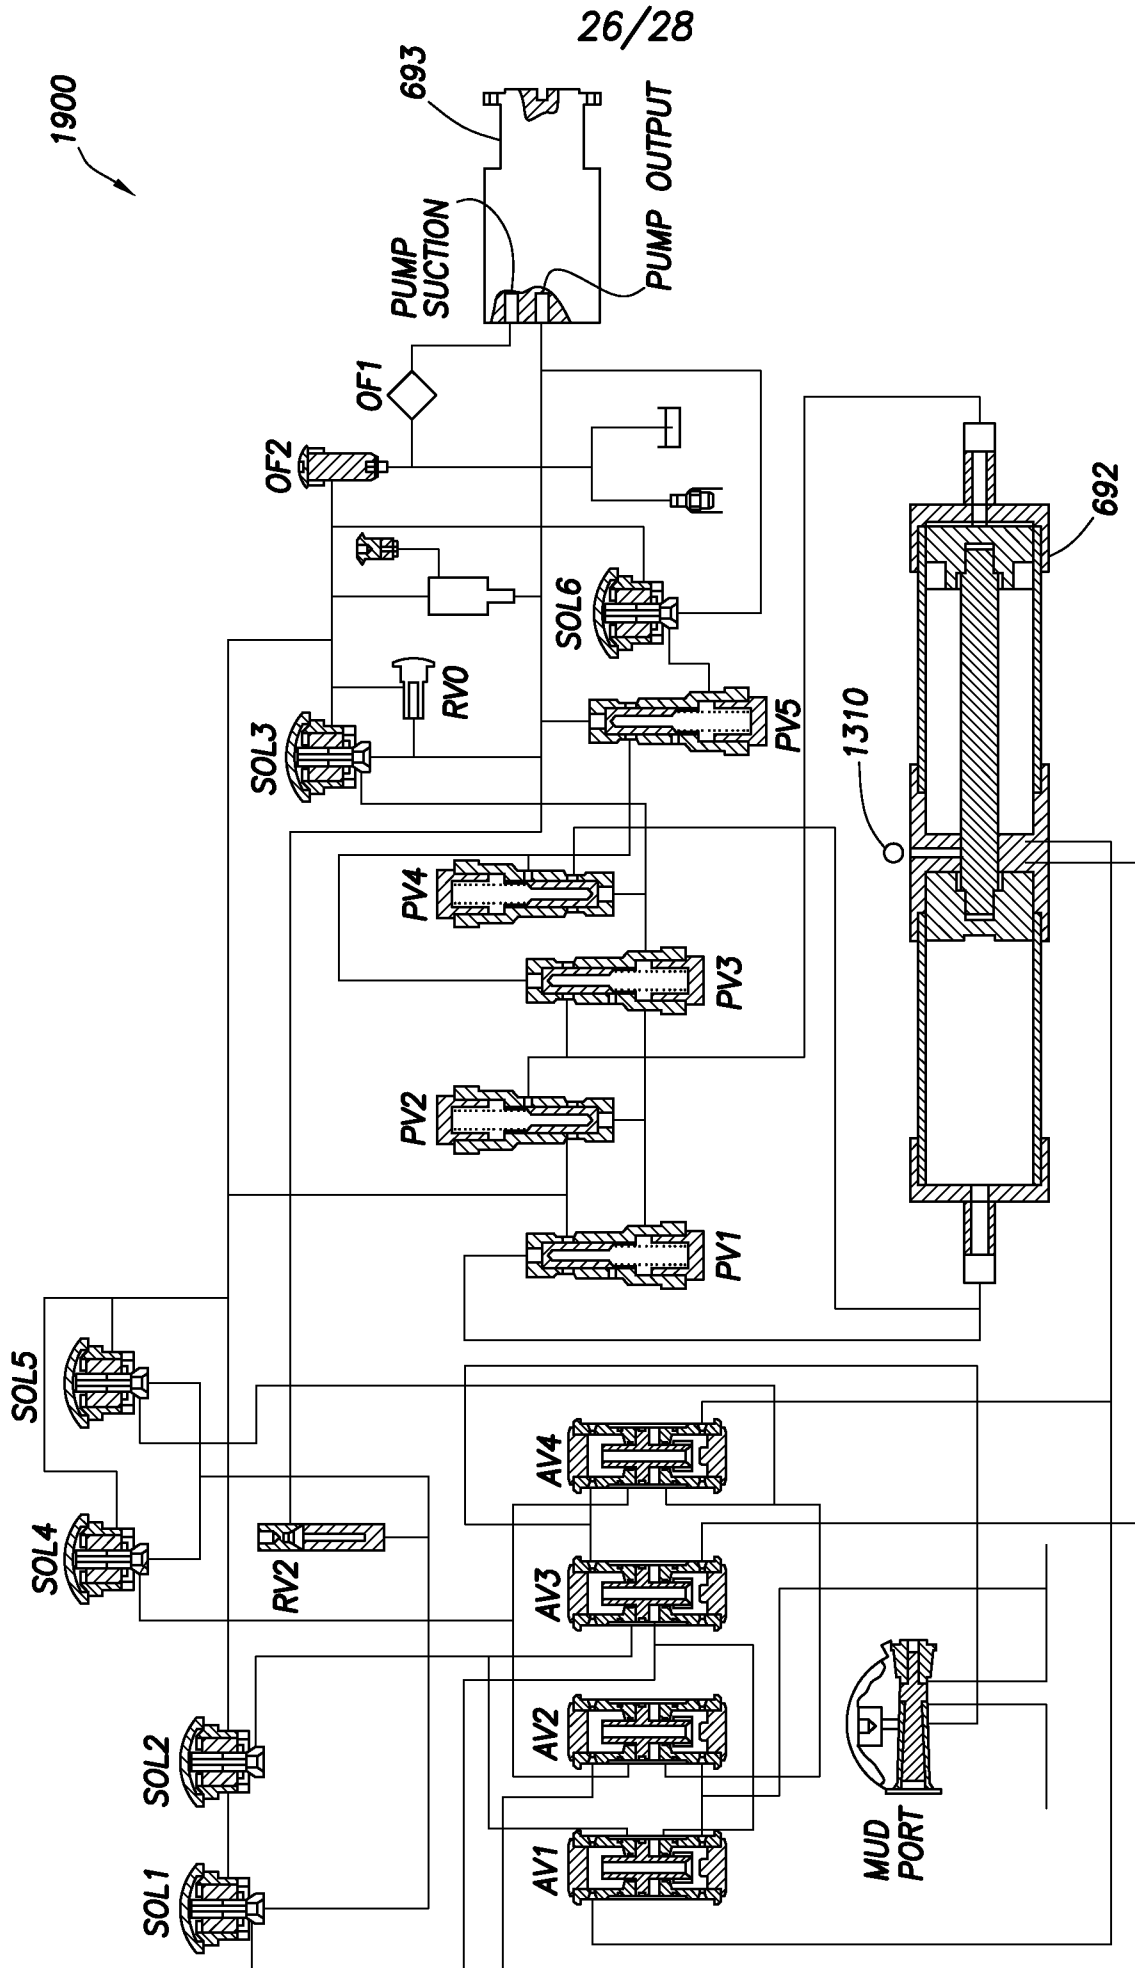 26/28
1900
693
PUMP
SUCTION
PUMP OUTPUT
OF1
OF2
SOL6
RV0
SOL3
PV5
692
1310
PV4
PV3
PV2
PV1
SOL5
SOL4
RV2
AV4
AV3
AV2
AV1
SOL2
SOL1
MUD
PORT